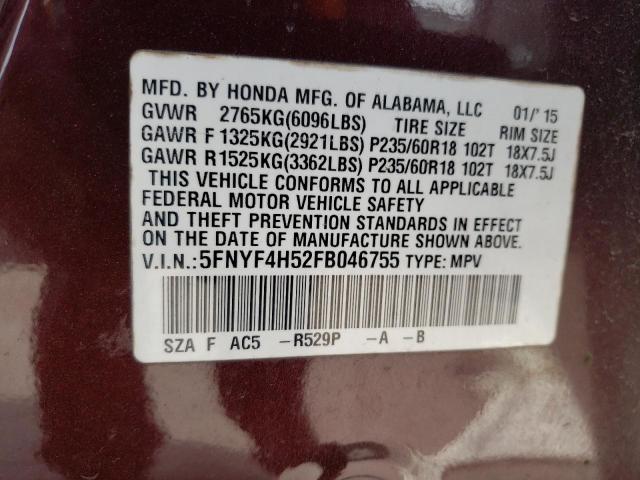 MFD. BY HONDA MFG. OF ALABAMA, LLC 01/'15
GVWR 2765KG(6096LBS) TIRE SIZE RIM SIZE
GAWR F 1325KG(2921LBS) P235/60R18 102T 18X7.5J
GAWR R 1525KG(3362LBS) P235/60R18 102T 18X7.5J
THIS VEHICLE CONFORMS TO ALL APPLICABLE
FEDERAL MOTOR VEHICLE SAFETY
AND THEFT PREVENTION STANDARDS IN EFFECT
ON THE DATE OF MANUFACTURE SHOWN ABOVE.
V.I.N.: 5FNYF4H52FB046755 TYPE: MPV
SZA F AC5 -R529P -A -B